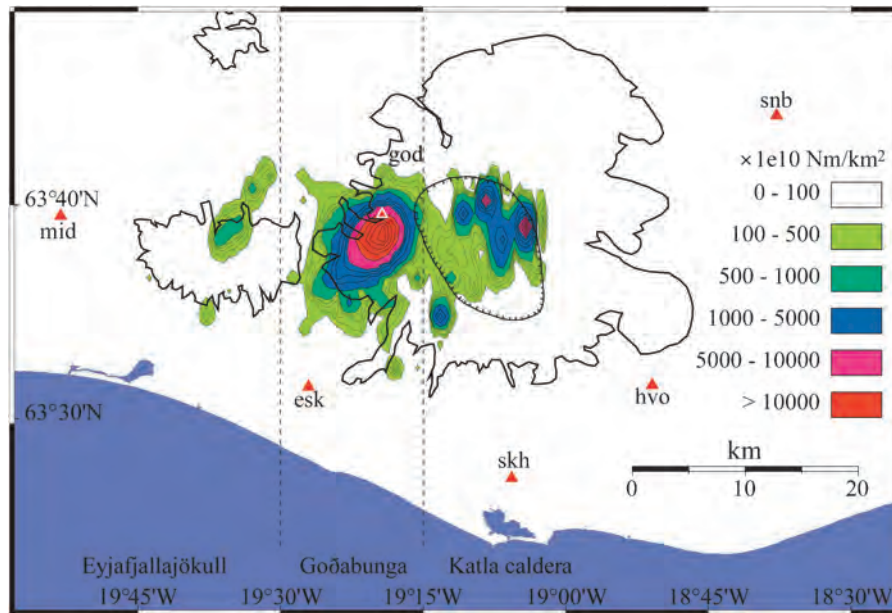 snb
god
×1e10 Nm/km²
63°40'N
0 - 100
mid
100 - 500
500 - 1000
1000 - 5000
5000 - 10000
> 10000
63°30'N
esk
hvo
skh
km
0 10 20
Eyjafjallajökull Goðabunga Katla caldera
19°45'W 19°30'W 19°15'W 19°00'W 18°45'W 18°30'W